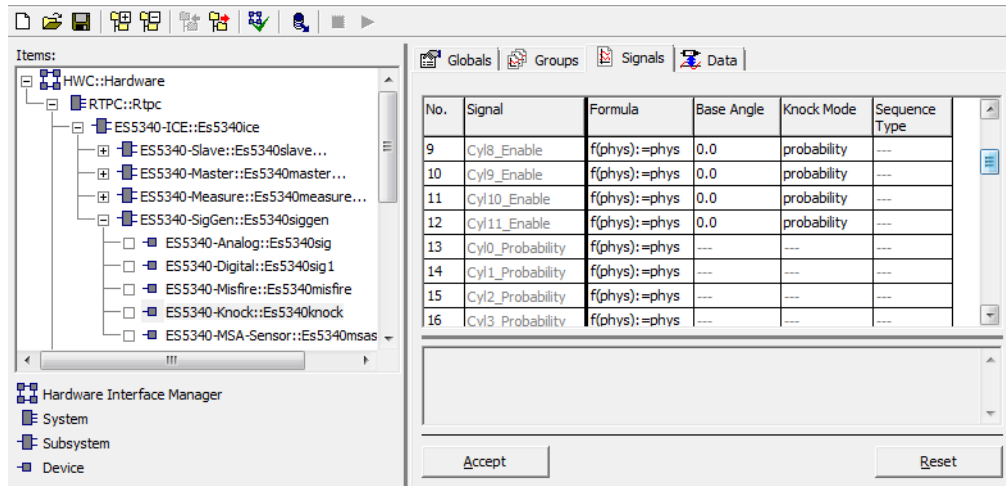 Items:
HWC::Hardware
RTPC::Rtpc
ES5340-ICE::Es5340ice
ES5340-Slave::Es5340slave...
ES5340-Master::Es5340master...
ES5340-Measure::Es5340measure...
ES5340-SigGen::Es5340siggen
ES5340-Analog::Es5340sig
ES5340-Digital::Es5340sig1
ES5340-Misfire::Es5340misfire
ES5340-Knock::Es5340knock
ES5340-MSA-Sensor::Es5340msas
Hardware Interface Manager
System
Subsystem
Device
Globals Groups Signals Data
No. Signal Formula Base Angle Knock Mode Sequence Type
9 Cyl8_Enable f(phys):=phys 0.0 probability ---
10 Cyl9_Enable f(phys):=phys 0.0 probability ---
11 Cyl10_Enable f(phys):=phys 0.0 probability ---
12 Cyl11_Enable f(phys):=phys 0.0 probability ---
13 Cyl0_Probability f(phys):=phys --- --- ---
14 Cyl1_Probability f(phys):=phys --- --- ---
15 Cyl2_Probability f(phys):=phys --- --- ---
16 Cyl3_Probability f(phys):=phys --- --- ---
Accept Reset